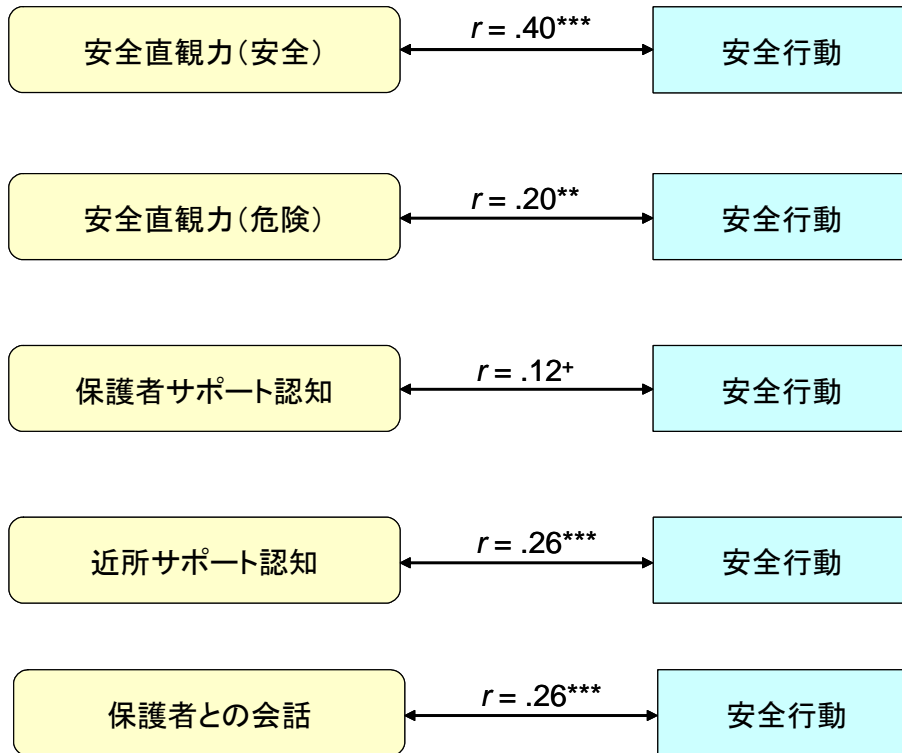 安全直観力(安全)
r = .40***
安全行動
安全直観力(危険)
r = .20**
安全行動
保護者サポート認知
r = .12+
安全行動
近所サポート認知
r = .26***
安全行動
保護者との会話
r = .26***
安全行動